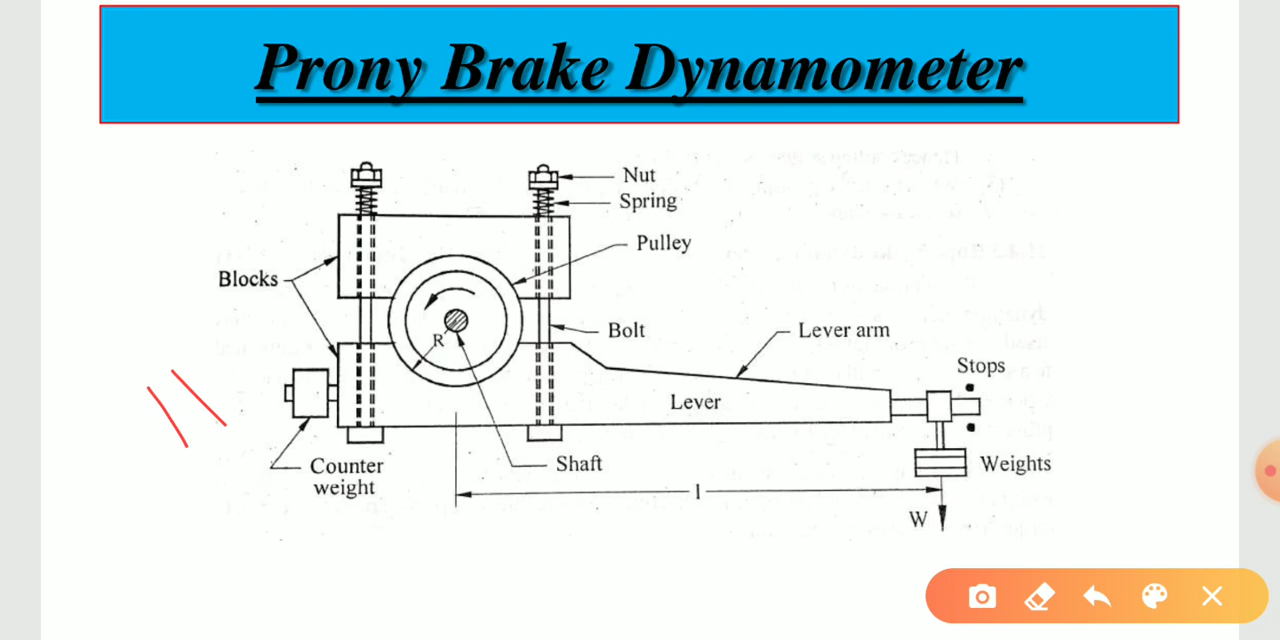 Prony Brake Dynamometer
Nut
Spring
Pulley
Blocks
Bolt
R
Lever arm
Stops
Lever
Counter
weight
Shaft
Weights
l
W